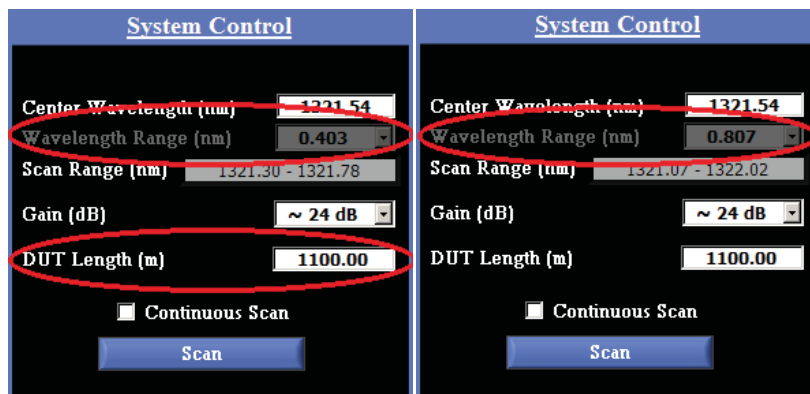 System Control
Center Wavelength (nm) 1321.54
Wavelength Range (nm) 0.403
Scan Range (nm) 1321.30 - 1321.78
Gain (dB) ~ 24 dB
DUT Length (m) 1100.00
Continuous Scan
Scan
System Control
Center Wavelength (nm) 1321.54
Wavelength Range (nm) 0.807
Scan Range (nm) 1321.07 - 1322.02
Gain (dB) ~ 24 dB
DUT Length (m) 1100.00
Continuous Scan
Scan